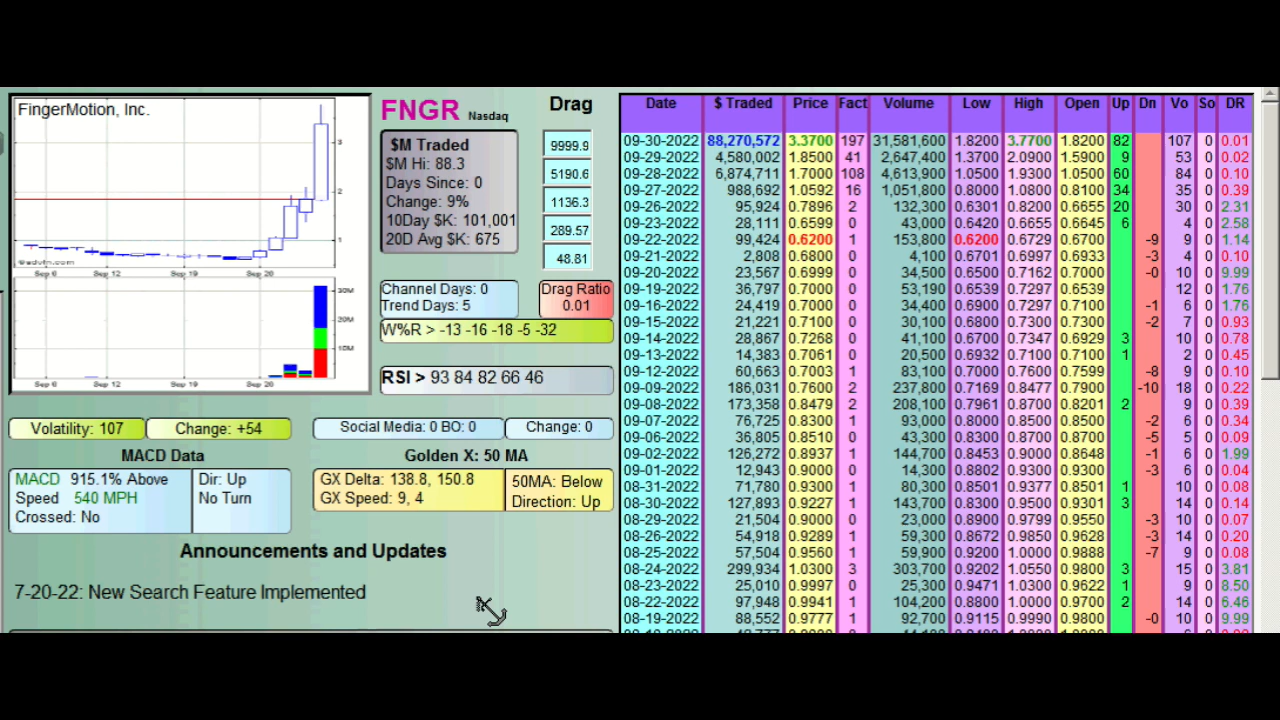 FingerMotion, Inc.
3
2
1
©advfn.com
Sep 6 Sep 12 Sep 19 Sep 26
30M
20M
10M
Sep 6 Sep 12 Sep 19 Sep 26
FNGR Nasdaq
$M Traded
$M Hi: 88.3
Days Since: 0
Change: 9%
10Day $K: 101,001
20D Avg $K: 675
Drag
9999.9
5190.6
1136.3
289.57
48.81
Channel Days: 0
Trend Days: 5
Drag Ratio
0.01
W%R > -13 -16 -18 -5 -32
RSI > 93 84 82 66 46
Volatility: 107 Change: +54
Social Media: 0 BO: 0 Change: 0
MACD Data
MACD 915.1% Above
Speed 540 MPH
Crossed: No
Dir: Up
No Turn
Golden X: 50 MA
GX Delta: 138.8, 150.8
GX Speed: 9, 4
50MA: Below
Direction: Up
Announcements and Updates
7-20-22: New Search Feature Implemented
Date $ Traded Price Fact Volume Low High Open Up Dn Vo So DR
09-30-2022 88,270,572 3.3700 197 31,581,600 1.8200 3.7700 1.8200 82 107 0 0.01
09-29-2022 4,580,002 1.8500 41 2,647,400 1.3700 2.0900 1.5900 9 53 0 0.02
09-28-2022 6,874,711 1.7000 108 4,613,900 1.0500 1.9300 1.0500 60 84 0 0.10
09-27-2022 988,692 1.0592 16 1,051,800 0.8000 1.0800 0.8100 34 35 0 0.39
09-26-2022 95,924 0.7896 2 132,300 0.6301 0.8200 0.6655 20 30 0 2.31
09-23-2022 28,111 0.6599 0 43,000 0.6420 0.6655 0.6645 6 4 0 2.58
09-22-2022 99,424 0.6200 1 153,800 0.6200 0.6729 0.6700 -9 9 0 1.14
09-21-2022 2,808 0.6800 0 4,100 0.6701 0.6997 0.6933 -3 4 0 0.10
09-20-2022 23,567 0.6999 0 34,500 0.6500 0.7162 0.7000 -0 10 0 9.99
09-19-2022 36,797 0.7000 0 53,190 0.6539 0.7297 0.7000 12 0 1.76
09-16-2022 24,419 0.7000 0 34,400 0.6900 0.7297 0.7100 -1 6 0 1.76
09-15-2022 21,221 0.7100 0 30,100 0.6800 0.7300 0.7300 -2 7 0 0.93
09-14-2022 28,867 0.7268 0 41,100 0.6700 0.7347 0.6929 3 10 0 0.78
09-13-2022 14,383 0.7061 0 20,500 0.6932 0.7100 0.7100 1 2 0 0.45
09-12-2022 60,663 0.7003 1 83,100 0.7000 0.7600 0.7599 -8 9 0 0.10
09-09-2022 186,031 0.7600 2 237,800 0.7169 0.8477 0.7900 -10 18 0 0.22
09-08-2022 173,358 0.8479 2 208,100 0.7961 0.8700 0.8201 2 9 0 0.39
09-07-2022 76,725 0.8300 1 93,000 0.8000 0.8500 0.8500 -2 6 0 0.34
09-06-2022 36,805 0.8510 0 43,300 0.8300 0.8700 0.8700 -5 5 0 0.09
09-02-2022 126,272 0.8937 1 144,700 0.8453 0.9000 0.8648 -1 6 0 1.99
09-01-2022 12,943 0.9000 0 14,300 0.8802 0.9300 0.9300 -3 6 0 0.04
08-31-2022 71,780 0.9300 1 80,300 0.8501 0.9377 0.8501 1 10 0 0.08
08-30-2022 127,893 0.9227 1 143,700 0.8300 0.9500 0.9301 3 14 0 0.14
08-29-2022 21,504 0.9000 0 23,000 0.8900 0.9799 0.9550 -3 10 0 0.07
08-26-2022 54,918 0.9289 1 59,300 0.8672 0.9850 0.9628 -3 14 0 0.20
08-25-2022 57,504 0.9560 1 59,900 0.9200 1.0000 0.9888 -7 9 0 0.08
08-24-2022 299,934 1.0300 3 303,700 0.9202 1.0550 0.9800 3 15 0 3.81
08-23-2022 25,010 0.9997 0 25,300 0.9471 1.0300 0.9622 1 9 0 8.50
08-22-2022 97,948 0.9941 1 104,200 0.8800 1.0000 0.9700 2 14 0 6.46
08-19-2022 88,552 0.9777 1 92,700 0.9115 0.9990 0.9800 -0 10 0 9.99